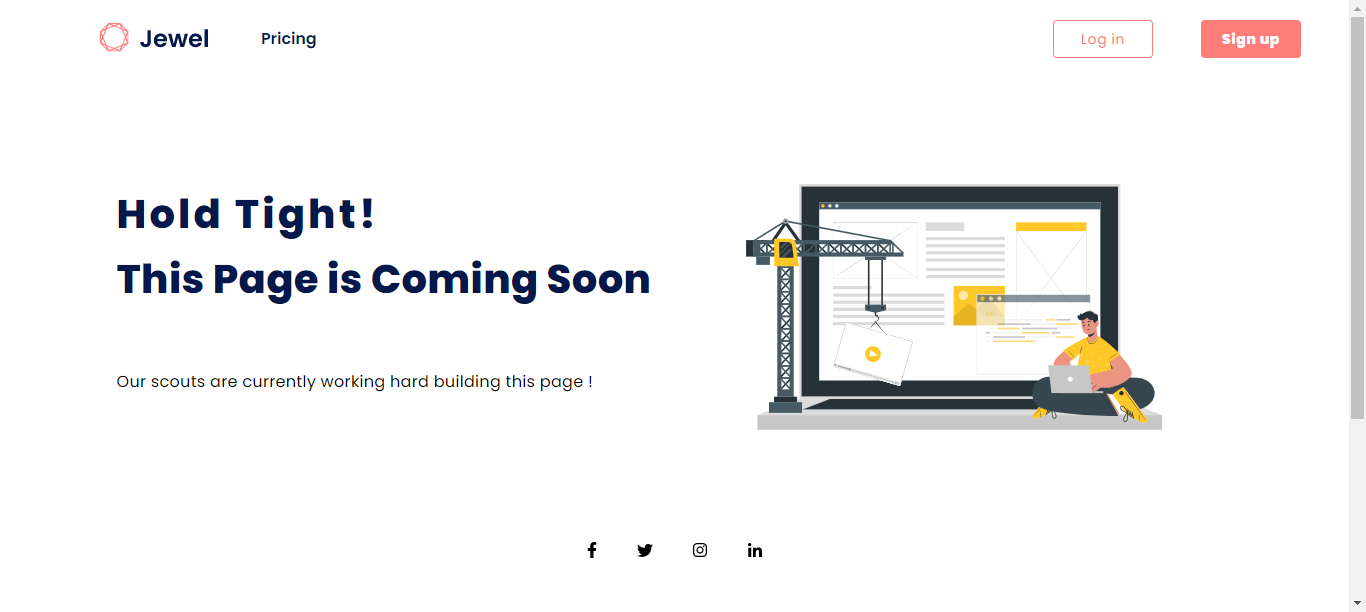 Jewel
Pricing
Log in
Sign up
Hold Tight!
This Page is Coming Soon
Our scouts are currently working hard building this page !